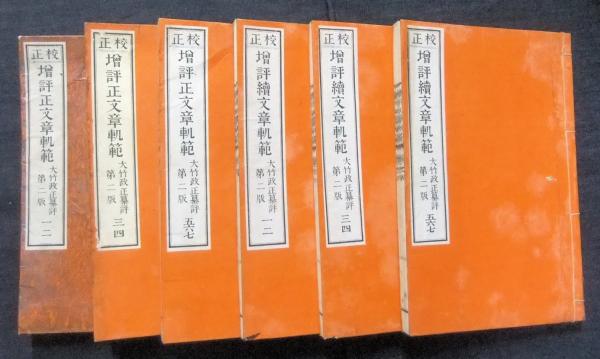 校正
增評正文章軌範
大竹政正纂評
第二版
一二
校正
增評正文章軌範
大竹政正纂評
第二版
三四
校正
增評正文章軌範
大竹政正纂評
第二版
五六七
校正
增評續文章軌範
大竹政正纂評
第二版
一二
校正
增評續文章軌範
大竹政正纂評
第二版
三四
校正
增評續文章軌範
大竹政正纂評
第二版
五六七